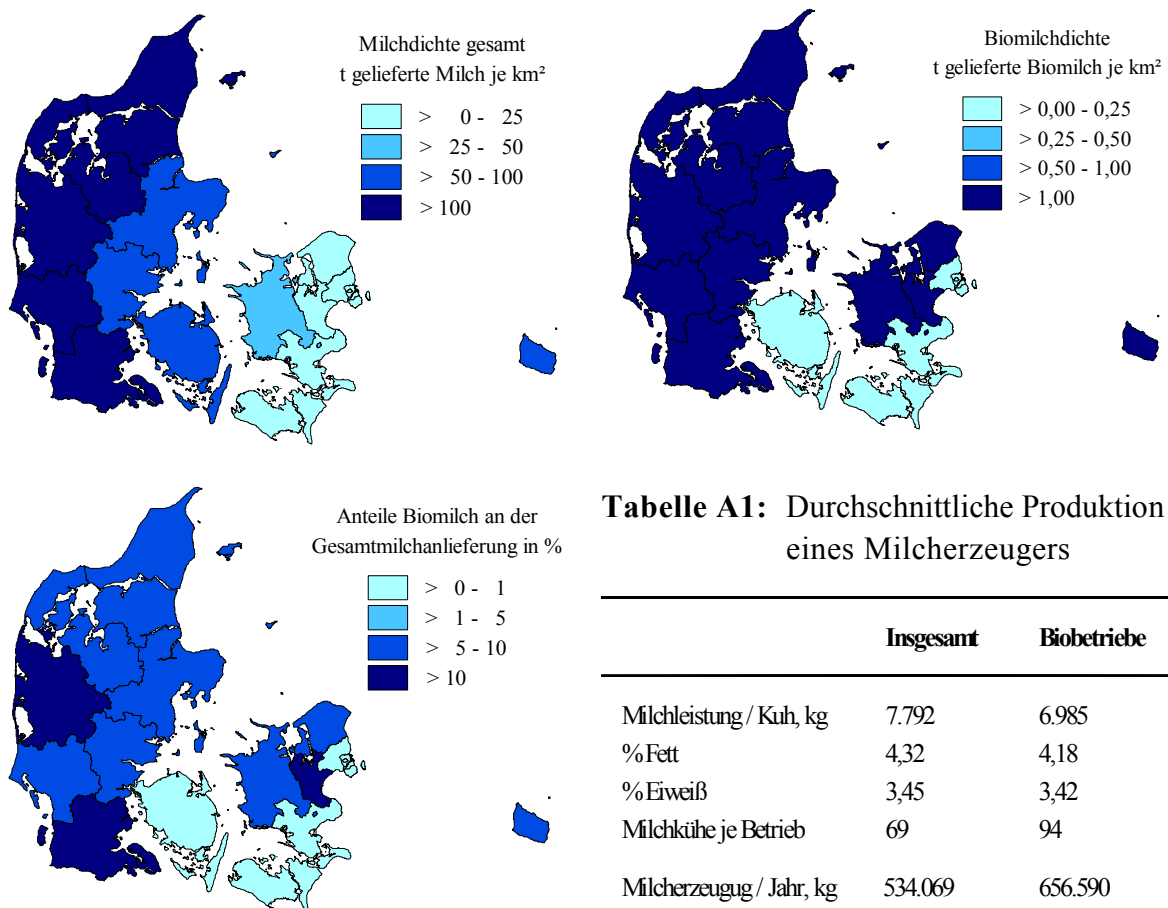 Milchdichte gesamt
t gelieferte Milch je km²
> 0 - 25
> 25 - 50
> 50 - 100
> 100
Biomilchdichte
t gelieferte Biomilch je km²
> 0,00 - 0,25
> 0,25 - 0,50
> 0,50 - 1,00
> 1,00
Anteile Biomilch an der
Gesamtmilchanlieferung in %
> 0 - 1
> 1 - 5
> 5 - 10
> 10
Tabelle A1: Durchschnittliche Produktion
eines Milcherzeugers
Insgesamt Biobetriebe
Milchleistung / Kuh, kg 7.792 6.985
% Fett 4,32 4,18
% Eiweiß 3,45 3,42
Milchkühe je Betrieb 69 94
Milcherzeugug / Jahr, kg 534.069 656.590